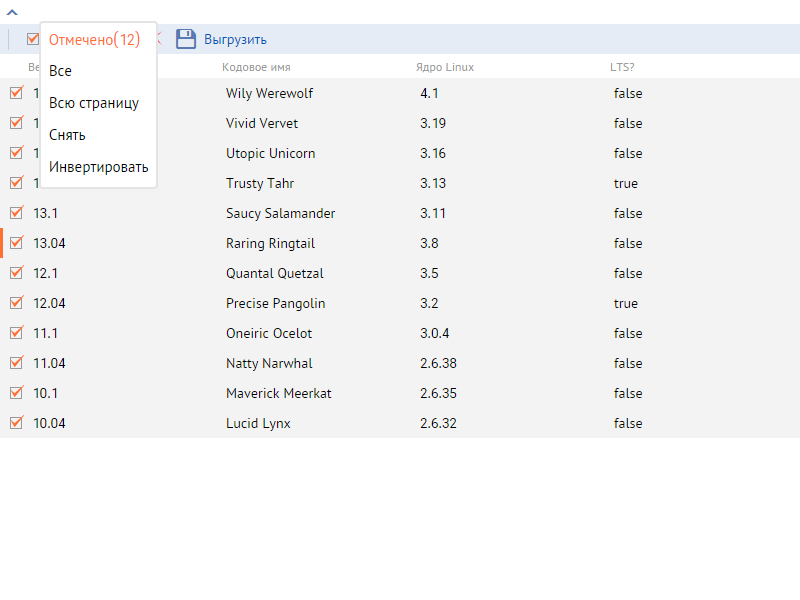 Отмечено(12) Выгрузить
Все
Всю страницу
Снять
Инвертировать
Ве Кодовое имя Ядро Linux LTS?
1 Wily Werewolf 4.1 false
1 Vivid Vervet 3.19 false
1 Utopic Unicorn 3.16 false
1 Trusty Tahr 3.13 true
13.1 Saucy Salamander 3.11 false
13.04 Raring Ringtail 3.8 false
12.1 Quantal Quetzal 3.5 false
12.04 Precise Pangolin 3.2 true
11.1 Oneiric Ocelot 3.0.4 false
11.04 Natty Narwhal 2.6.38 false
10.1 Maverick Meerkat 2.6.35 false
10.04 Lucid Lynx 2.6.32 false